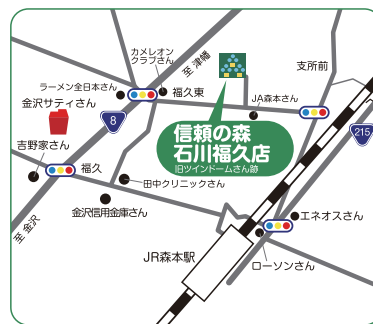 カメレオン
クラブさん
至 津幡
支所前
ラーメン全日本さん
福久東
金沢サティさん
JA森本さん
8
信頼の森
石川福久店
旧ツインドームさん跡
215
吉野家さん
福久
田中クリニックさん
金沢信用金庫さん
エネオスさん
至 金沢
JR森本駅
ローソンさん